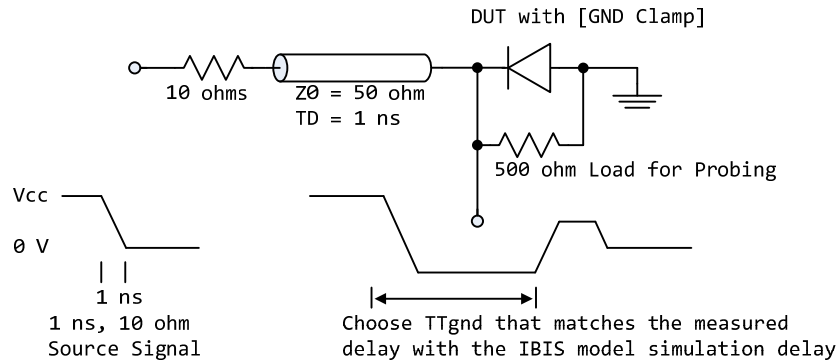 DUT with [GND Clamp]
10 ohms
Z0 = 50 ohm
TD = 1 ns
500 ohm Load for Probing
Vcc
0 V
1 ns
1 ns, 10 ohm
Source Signal
Choose TTgnd that matches the measured
delay with the IBIS model simulation delay